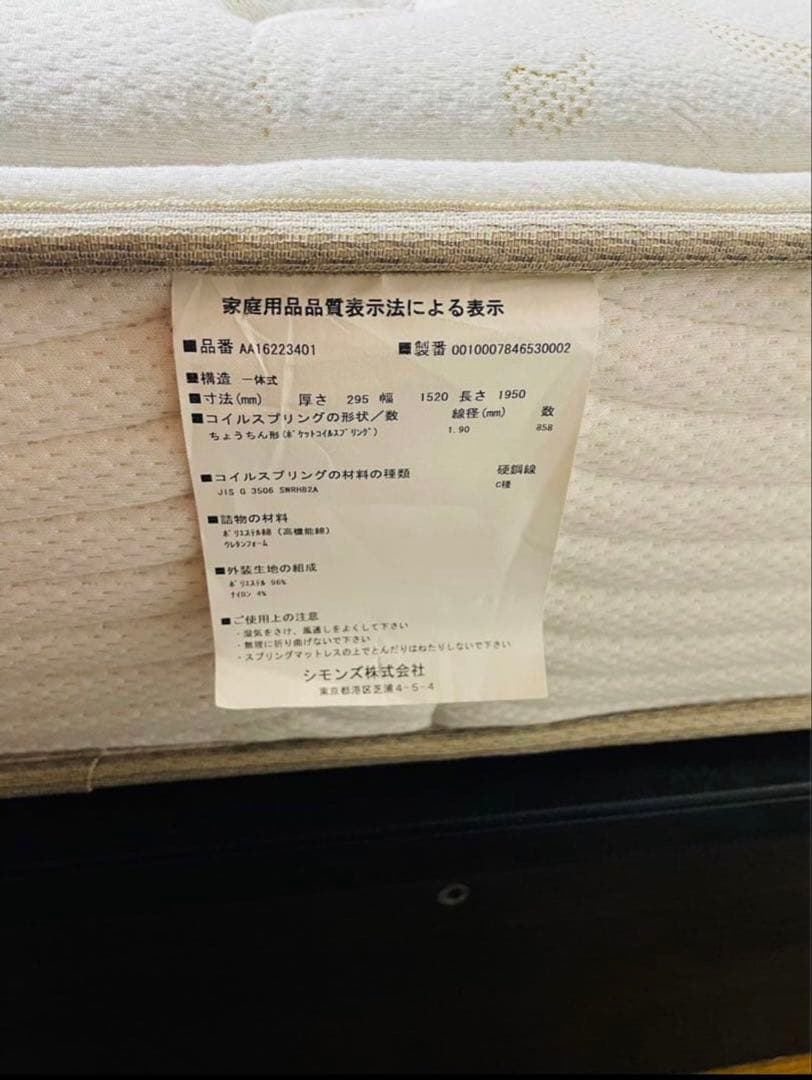 家庭用品品質表示法による表示
■品番 AA16223401 ■製番 0010007846530002
■構造 一体式
■寸法(mm) 厚さ 295 幅 1520 長さ 1950
■コイルスプリングの形状／数 線径(mm) 数
ちょうちん形(ﾎﾟｹｯﾄｺｲﾙｽﾌﾟﾘﾝｸﾞ) 1.90 858
■コイルスプリングの材料の種類 硬鋼線
JIS G 3506 SWRH82A C種
■詰物の材料
ﾎﾟﾘｴｽﾃﾙ綿 (高機能綿)
ｳﾚﾀﾝﾌｫｰﾑ
■外装生地の組成
ﾎﾟﾘｴｽﾃﾙ 96%
ﾅｲﾛﾝ 4%
■ご使用上の注意
・湿気をさけ、風通しをよくして下さい
・無理に折り曲げないで下さい
・スプリングマットレスの上でとんだりはねたりしないで下さい
シモンズ株式会社
東京都港区芝浦4-5-4